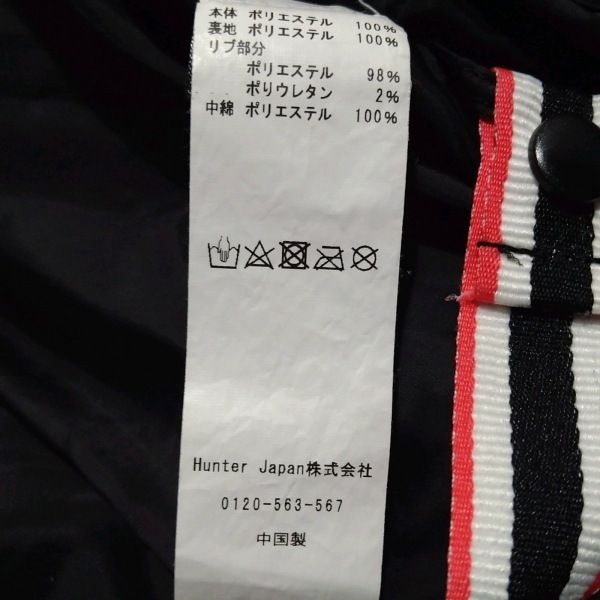 本体 ポリエステル 100%
裏地 ポリエステル 100%
リブ部分
ポリエステル 98%
ポリウレタン 2%
中綿 ポリエステル 100%
Hunter Japan株式会社
0120-563-567
中国製